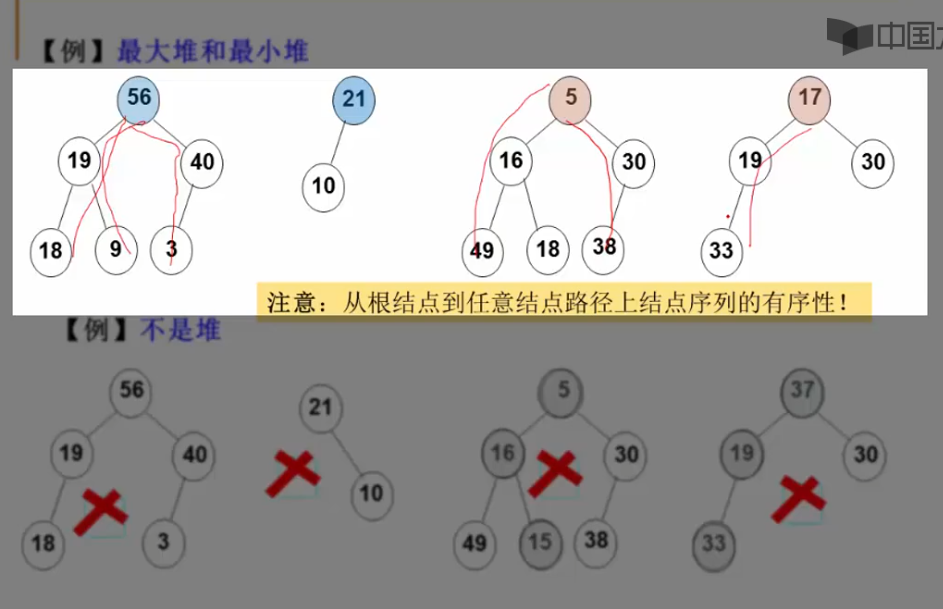 中国
【例】最大堆和最小堆
56 21 5 17
19 40 10 16 30 19 30
18 9 3 49 18 38 33
注意：从根结点到任意结点路径上结点序列的有序性！
【例】不是堆
56 21 5 37
19 40 16 30 19 30
18 3 10 49 15 38 33